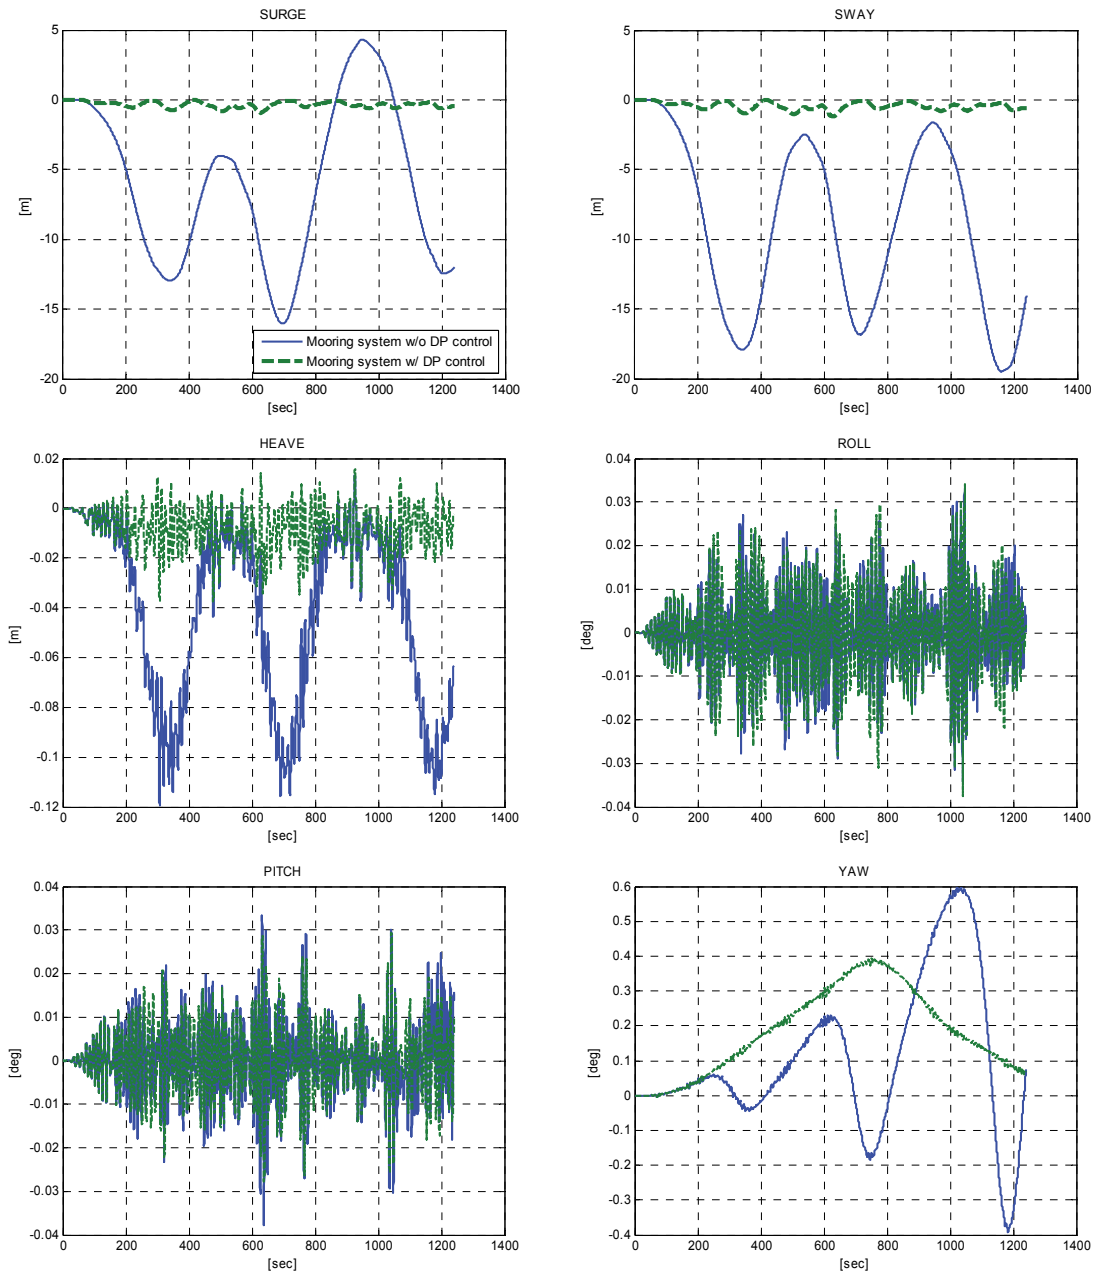 SURGE
5
0
-5
-10
-15
-20
[m]
0 200 400 600 800 1000 1200 1400
[sec]
Mooring system w/o DP control
Mooring system w/ DP control
SWAY
5
0
-5
-10
-15
-20
[m]
0 200 400 600 800 1000 1200 1400
[sec]
HEAVE
0.02
0
-0.02
-0.04
-0.06
-0.08
-0.1
-0.12
[m]
0 200 400 600 800 1000 1200 1400
[sec]
ROLL
0.04
0.03
0.02
0.01
0
-0.01
-0.02
-0.03
-0.04
[deg]
0 200 400 600 800 1000 1200 1400
[sec]
PITCH
0.04
0.03
0.02
0.01
0
-0.01
-0.02
-0.03
-0.04
[deg]
0 200 400 600 800 1000 1200 1400
[sec]
YAW
0.6
0.5
0.4
0.3
0.2
0.1
0
-0.1
-0.2
-0.3
-0.4
[deg]
0 200 400 600 800 1000 1200 1400
[sec]